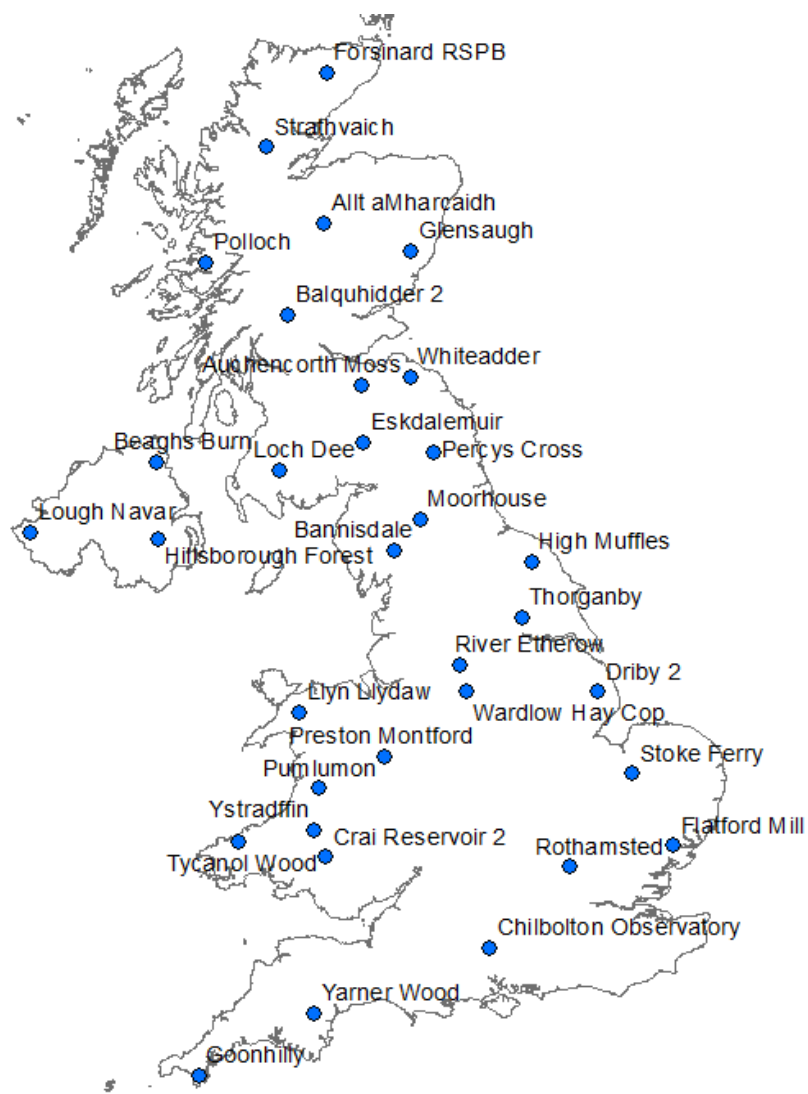 Forsinard RSPB
Strathvaich
Allt aMharcaidh
Glensaugh
Polloch
Balquhidder 2
Whiteadder
Auchencorth Moss
Eskdalemuir
Beaghs Burn
Loch Dee
Percys Cross
Moorhouse
Lough Navar
Bannisdale
High Muffles
Hillsborough Forest
Thorganby
River Etherow
Driby 2
Llyn Llydaw
Wardlow Hay Cop
Preston Montford
Stoke Ferry
Pumlumon
Ystradffin
Flatford Mill
Crai Reservoir 2
Rothamsted
Tycanol Wood
Chilbolton Observatory
Yarner Wood
Goonhilly